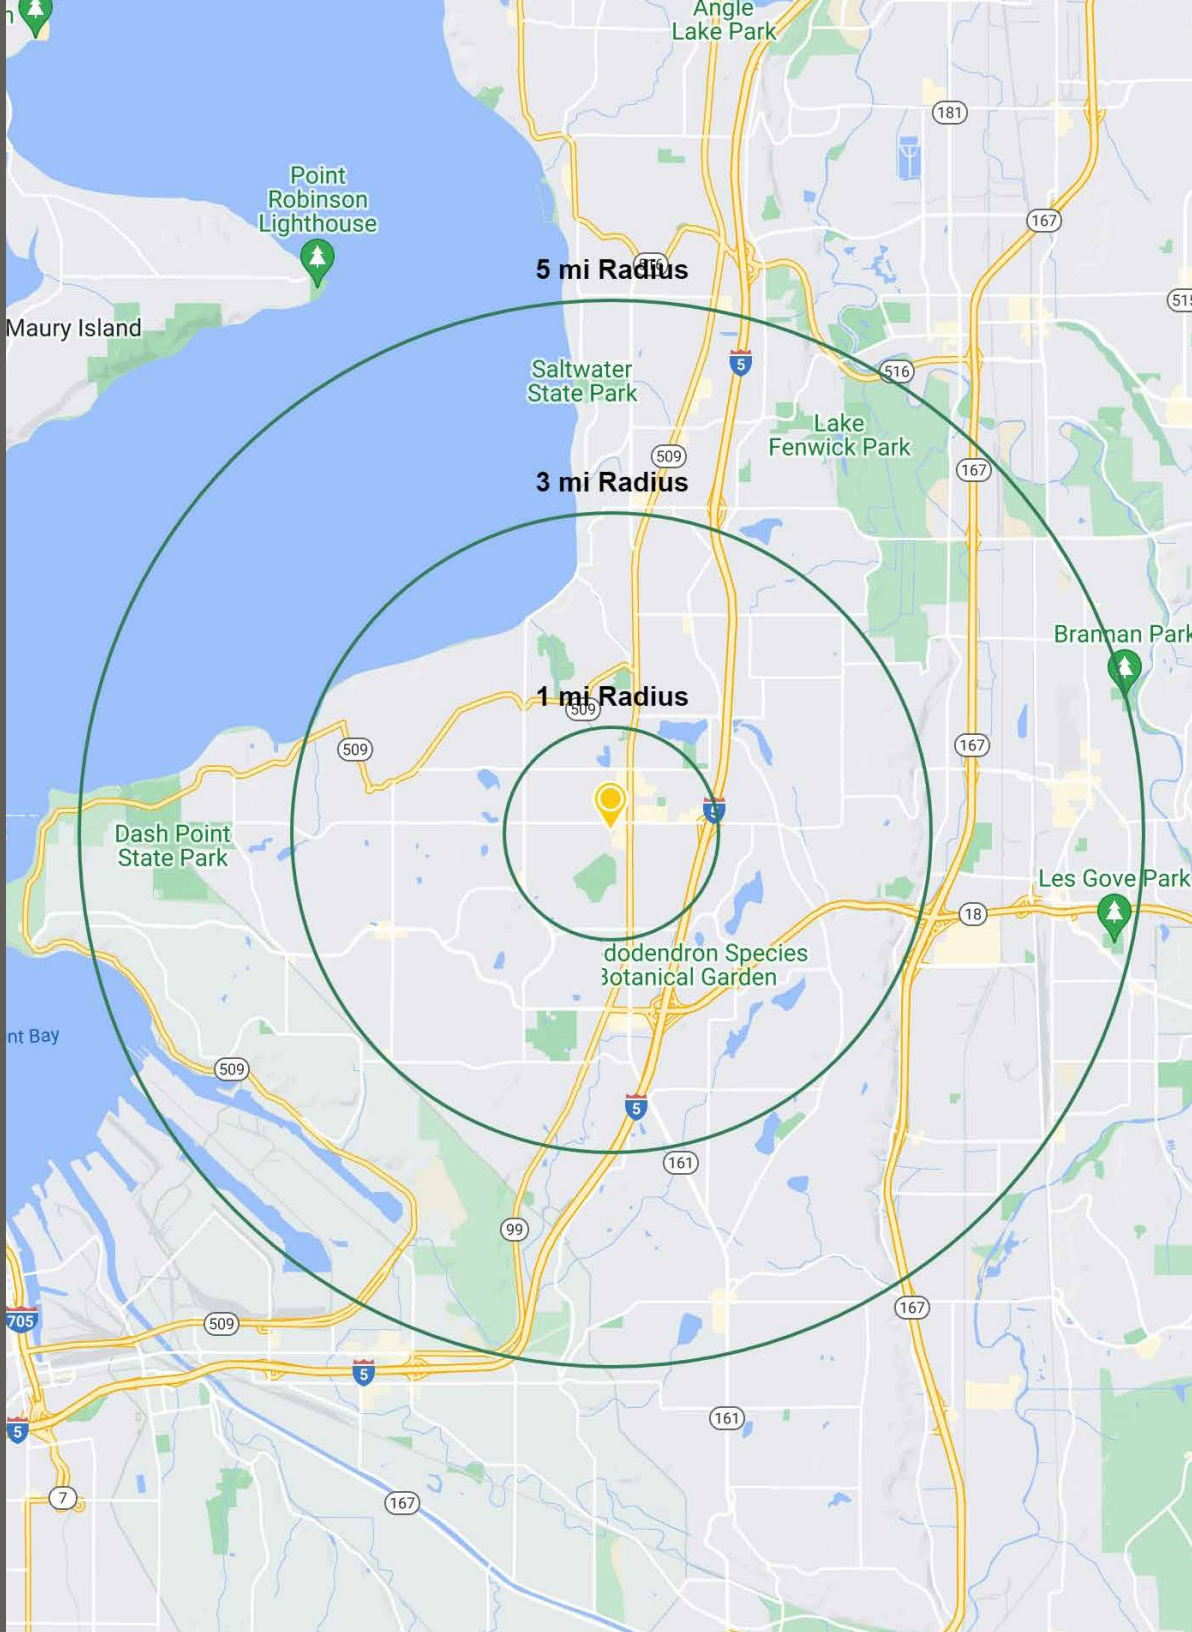 n
Angle
Lake Park
181
Point
Robinson
Lighthouse
167
5 mi Radius
515
Maury Island
5
Saltwater
State Park
516
Lake
Fenwick Park
509
167
3 mi Radius
Brannan Park
1 mi Radius
509
509
167
5
Dash Point
State Park
Les Gove Park
18
dodendron Species
Botanical Garden
nt Bay
509
5
161
99
167
705
509
5
161
5
7
167